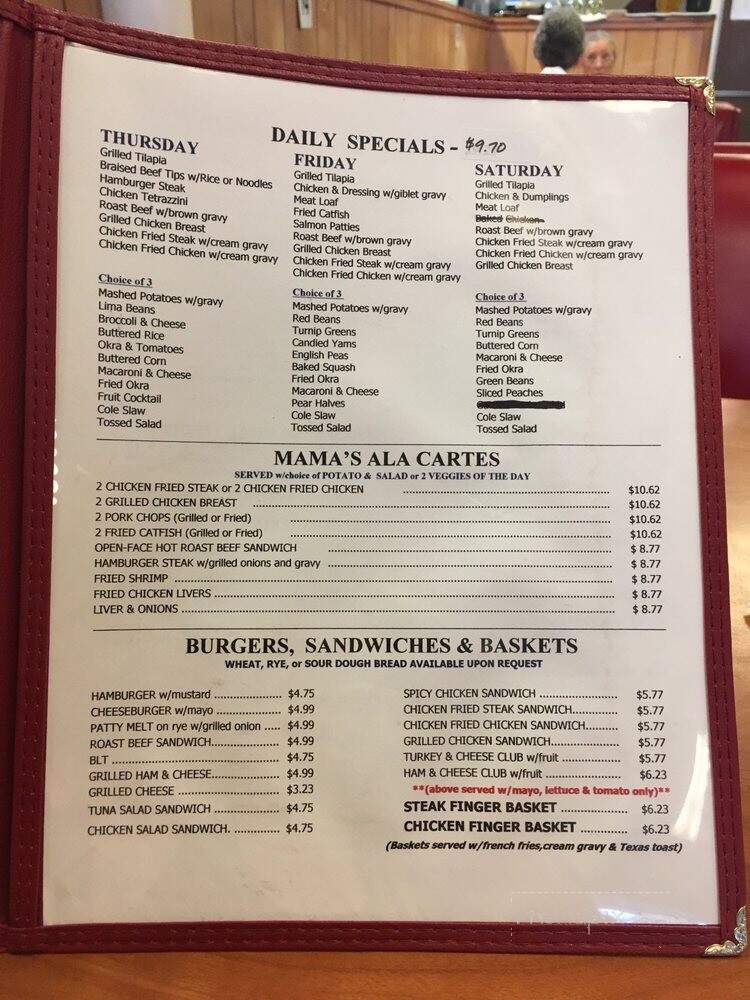 DAILY SPECIALS - $9.70
THURSDAY
Grilled Tilapia
Braised Beef Tips w/Rice or Noodles
Hamburger Steak
Chicken Tetrazzini
Roast Beef w/brown gravy
Grilled Chicken Breast
Chicken Fried Steak w/cream gravy
Chicken Fried Chicken w/cream gravy
Choice of 3
Mashed Potatoes w/gravy
Lima Beans
Broccoli & Cheese
Buttered Rice
Okra & Tomatoes
Buttered Corn
Macaroni & Cheese
Fried Okra
Fruit Cocktail
Cole Slaw
Tossed Salad
FRIDAY
Grilled Tilapia
Chicken & Dressing w/giblet gravy
Meat Loaf
Fried Catfish
Salmon Patties
Roast Beef w/brown gravy
Grilled Chicken Breast
Chicken Fried Steak w/cream gravy
Chicken Fried Chicken w/cream gravy
Choice of 3
Mashed Potatoes w/gravy
Red Beans
Turnip Greens
Candied Yams
English Peas
Baked Squash
Fried Okra
Macaroni & Cheese
Pear Halves
Cole Slaw
Tossed Salad
SATURDAY
Grilled Tilapia
Chicken & Dumplings
Meat Loaf
Baked Chicken
Roast Beef w/brown gravy
Chicken Fried Steak w/cream gravy
Chicken Fried Chicken w/cream gravy
Grilled Chicken Breast
Choice of 3
Mashed Potatoes w/gravy
Red Beans
Turnip Greens
Buttered Corn
Macaroni & Cheese
Fried Okra
Green Beans
Sliced Peaches
Cole Slaw
Tossed Salad
MAMA'S ALA CARTES
SERVED w/choice of POTATO & SALAD or 2 VEGGIES OF THE DAY
2 CHICKEN FRIED STEAK or 2 CHICKEN FRIED CHICKEN $10.62
2 GRILLED CHICKEN BREAST $10.62
2 PORK CHOPS (Grilled or Fried) $10.62
2 FRIED CATFISH (Grilled or Fried) $10.62
OPEN-FACE HOT ROAST BEEF SANDWICH $ 8.77
HAMBURGER STEAK w/grilled onions and gravy $ 8.77
FRIED SHRIMP $ 8.77
FRIED CHICKEN LIVERS $ 8.77
LIVER & ONIONS $ 8.77
BURGERS, SANDWICHES & BASKETS
WHEAT, RYE, or SOUR DOUGH BREAD AVAILABLE UPON REQUEST
HAMBURGER w/mustard $4.75
CHEESEBURGER w/mayo $4.99
PATTY MELT on rye w/grilled onion $4.99
ROAST BEEF SANDWICH $4.99
BLT $4.75
GRILLED HAM & CHEESE $4.99
GRILLED CHEESE $3.23
TUNA SALAD SANDWICH $4.75
CHICKEN SALAD SANDWICH. $4.75
SPICY CHICKEN SANDWICH $5.77
CHICKEN FRIED STEAK SANDWICH $5.77
CHICKEN FRIED CHICKEN SANDWICH $5.77
GRILLED CHICKEN SANDWICH $5.77
TURKEY & CHEESE CLUB w/fruit $5.77
HAM & CHEESE CLUB w/fruit $6.23
**(above served w/mayo, lettuce & tomato only)**
STEAK FINGER BASKET $6.23
CHICKEN FINGER BASKET $6.23
(Baskets served w/french fries,cream gravy & Texas toast)